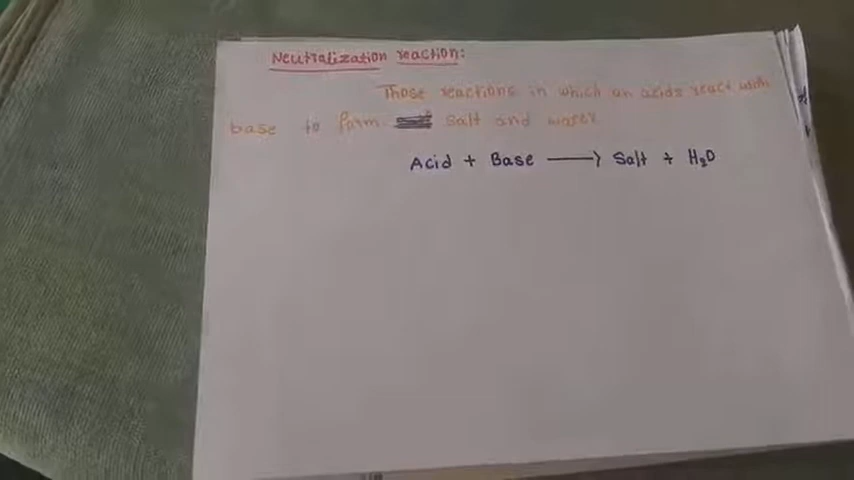 Neutralization reaction:
Those reactions in which an acids react with
base to form salt and water
Acid + Base ⟶ Salt + H₂O